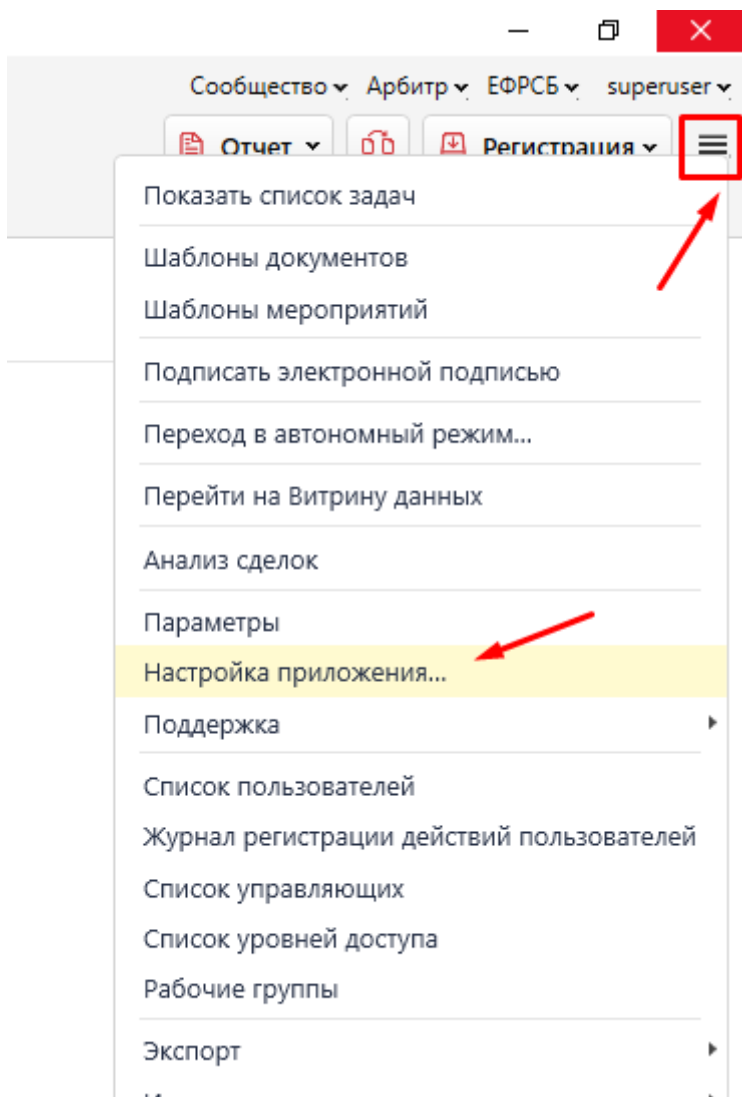 Сообщество Арбитр ЕФРСБ superuser
Отчет Регистрация
Показать список задач
Шаблоны документов
Шаблоны мероприятий
Подписать электронной подписью
Переход в автономный режим...
Перейти на Витрину данных
Анализ сделок
Параметры
Настройка приложения...
Поддержка
Список пользователей
Журнал регистрации действий пользователей
Список управляющих
Список уровней доступа
Рабочие группы
Экспорт